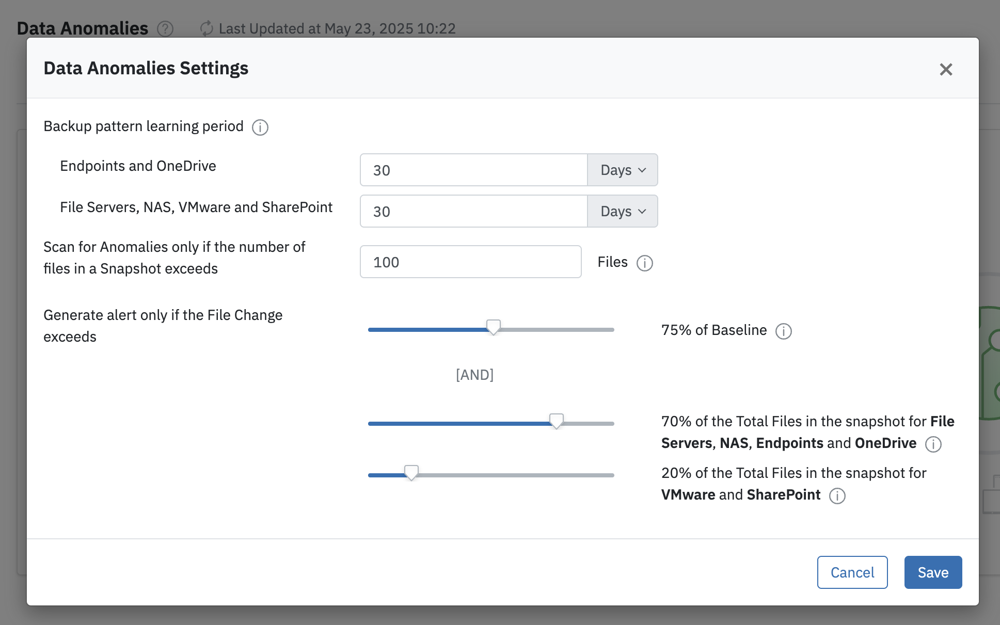 Data Anomalies Last Updated at May 23, 2025 10:22
Data Anomalies Settings
Backup pattern learning period
Endpoints and OneDrive 30 Days
File Servers, NAS, VMware and SharePoint 30 Days
Scan for Anomalies only if the number of
files in a Snapshot exceeds
100 Files
Generate alert only if the File Change
exceeds
75% of Baseline
[AND]
70% of the Total Files in the snapshot for File
Servers, NAS, Endpoints and OneDrive
20% of the Total Files in the snapshot for
VMware and SharePoint
Cancel Save